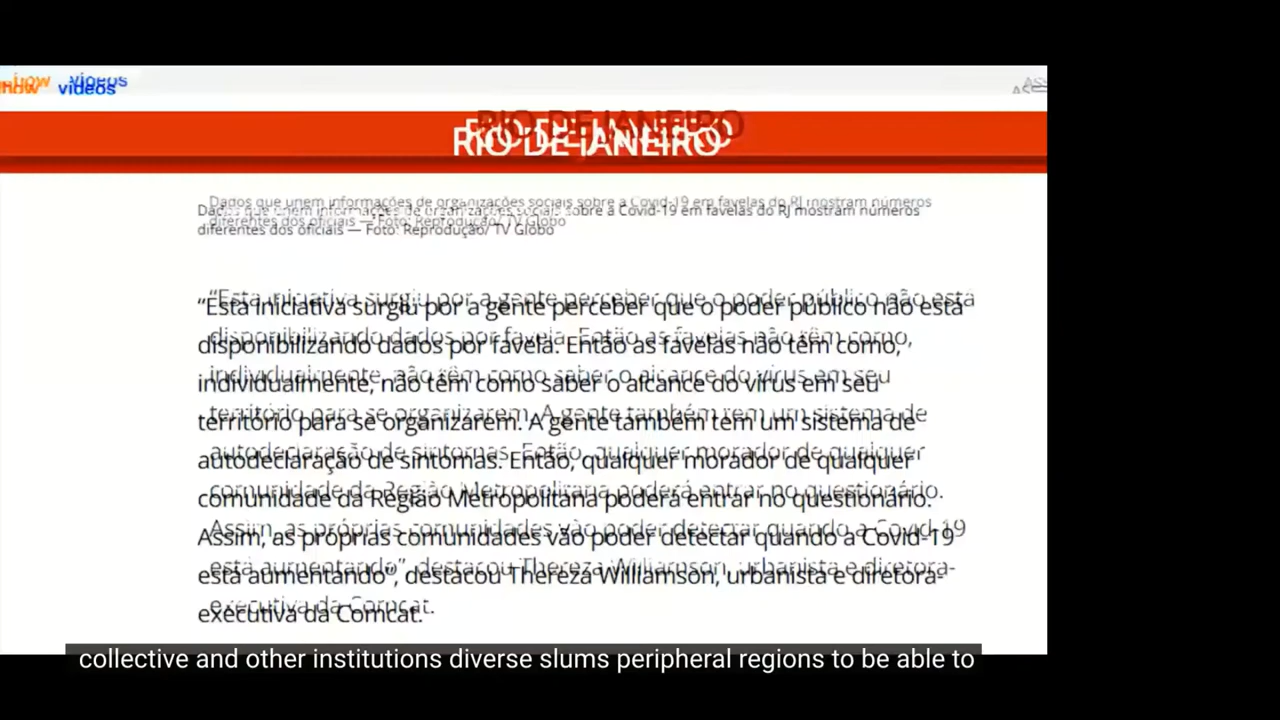 how videos
RIO DE JANEIRO
Dados que unem informações de organizações sociais sobre a Covid-19 em favelas do RJ mostram números
diferentes dos oficiais — Foto: Reprodução/ TV Globo
“Esta iniciativa surgiu por a gente perceber que o poder público não está
disponibilizando dados por favela. Então as favelas não têm como,
individualmente, não têm como saber o alcance do vírus em seu
território para se organizarem. A gente também tem um sistema de
autodeclaração de sintomas. Então, qualquer morador de qualquer
comunidade da Região Metropolitana poderá entrar no questionário.
Assim, as próprias comunidades vão poder detectar quando a Covid-19
está aumentando”, destacou Thereza Williamson, urbanista e diretora-
executiva da Comcat.
collective and other institutions diverse slums peripheral regions to be able to